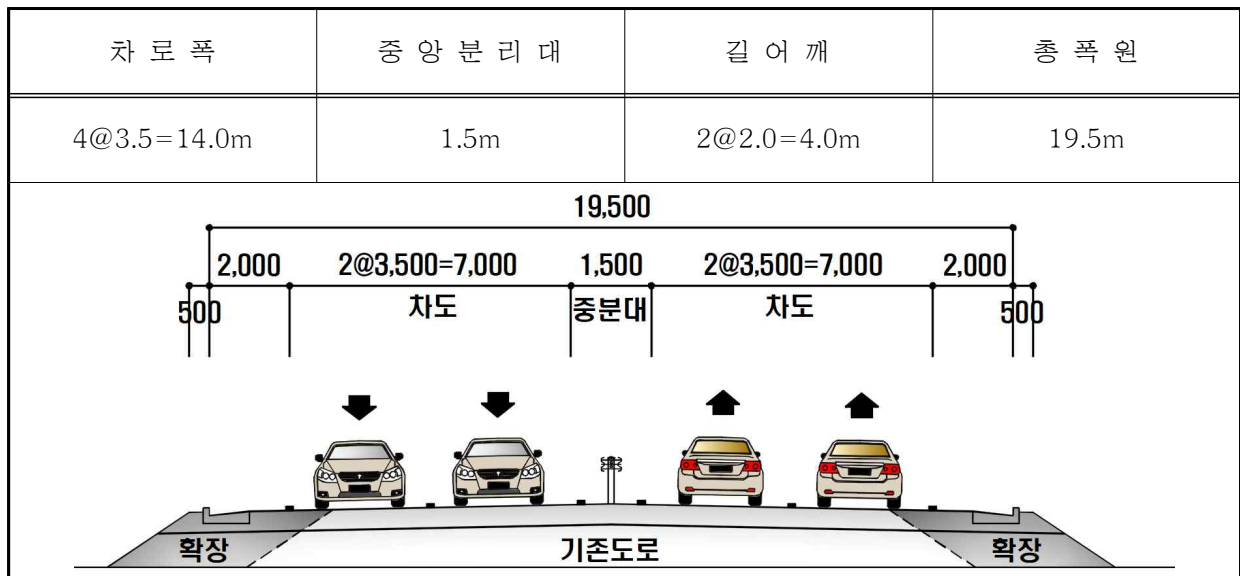 차 로 폭 중 앙 분 리 대 길 어 깨 총 폭 원
4@3.5=14.0m 1.5m 2@2.0=4.0m 19.5m
19,500
2,000 2@3,500=7,000 1,500 2@3,500=7,000 2,000
500 차도 중분대 차도 500
확장 기존도로 확장